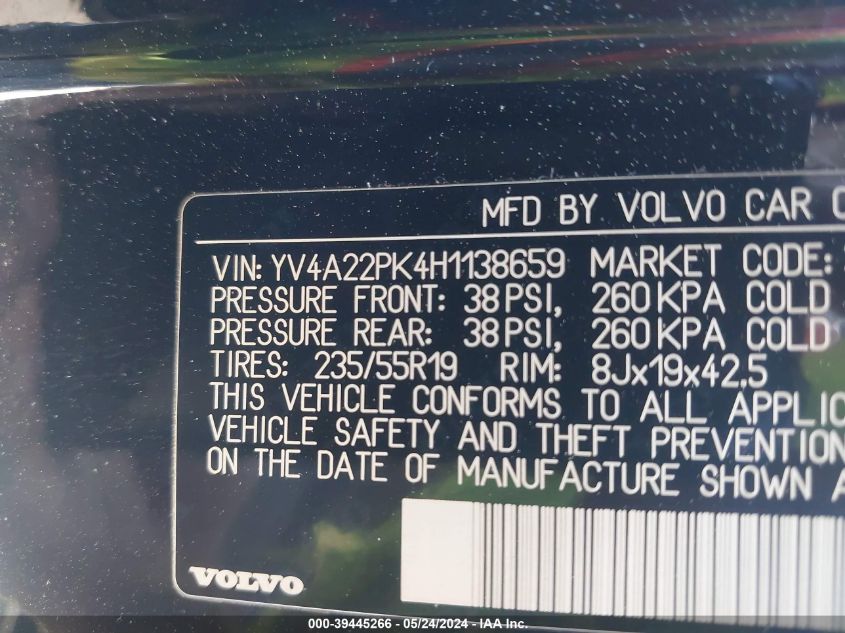 MFD BY VOLVO CAR
VIN: YV4A22PK4H1138659 MARKET CODE:
PRESSURE FRONT: 38 PSI, 260 KPA COLD
PRESSURE REAR: 38 PSI, 260 KPA COLD
TIRES: 235/55R19 RIM: 8Jx19x42.5
THIS VEHICLE CONFORMS TO ALL APPLIC
VEHICLE SAFETY AND THEFT PREVENTION
ON THE DATE OF MANUFACTURE SHOWN A
VOLVO
000-39445266 - 05/24/2024 - IAA Inc.